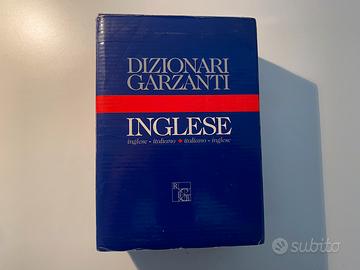 DIZIONARI
GARZANTI
INGLESE
inglese - italiano ♦ italiano - inglese
subito